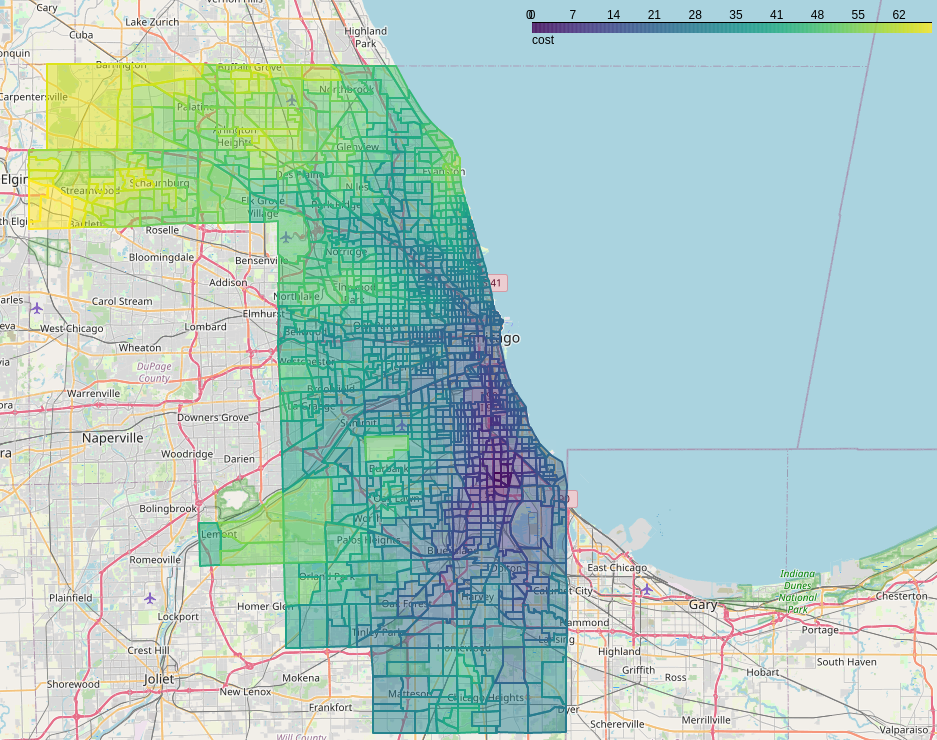 Cary
Lake Zurich
Highland
Park
Cuba
0 7 14 21 28 35 41 48 55 62
cost
Barrington
Buffalo Grove
Carpentersville
Northbrook
Palatine
Arlington
Heights
Glenview
Evanston
Elgin
Des Plaines
Schaumburg
Streamwood
Niles
Elk Grove
Village
Park Ridge
Bartlett
Roselle
Norridge
Bloomingdale
Bensenville
Addison
41
Elmwood
Park
Northlake
Carol Stream
Elmhurst
West Chicago
Lombard
Bellwood
Wheaton
Westchester
DuPage
County
Brookfield
Warrenville
La Grange
Downers Grove
Summit
Naperville
Woodridge
Darien
Burbank
Oak Lawn
Bolingbrook
Worth
Lemont
Palos Heights
Romeoville
Blue Island
Dolton
East Chicago
Orland Park
Indiana
Dunes
National
Park
Chesterton
Plainfield
Calumet City
Harvey
Homer Glen
Oak Forest
Gary
Lockport
Hammond
Portage
Tinley Park
Lansing
Homewood
Crest Hill
Highland
Mokena
Griffith
South Haven
Joliet
Ross
Hobart
Shorewood
New Lenox
Matteson
Chicago Heights
Frankfort
Dyer
Schererville
Merrillville
Valparaiso
Will County